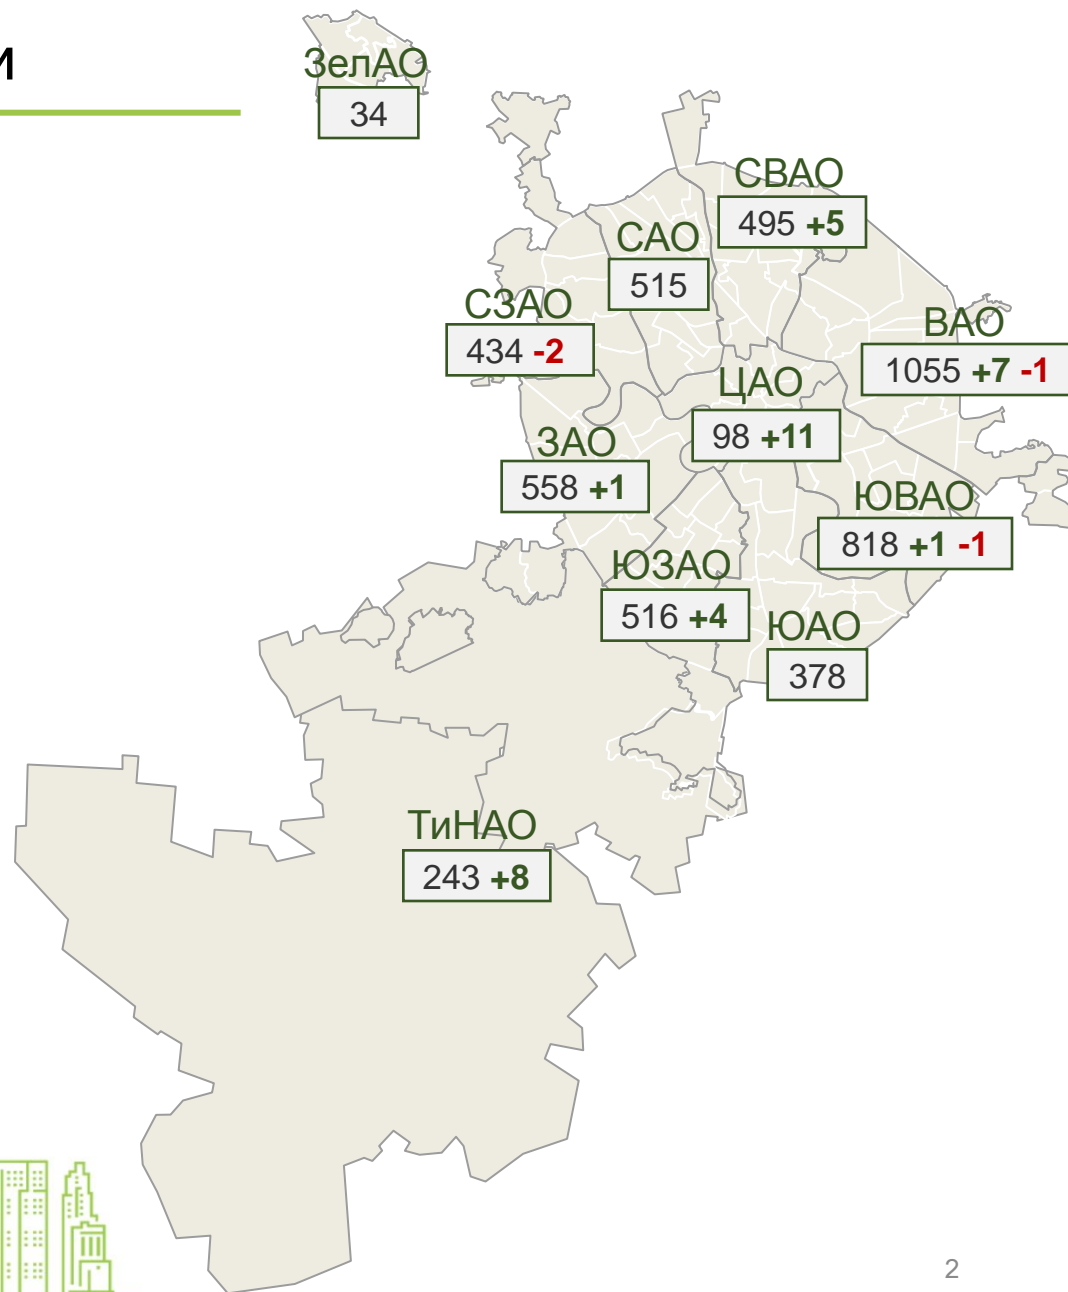 и
ЗелАО
34
СВАО
495 +5
САО
515
СЗАО
434 -2
ВАО
1055 +7 -1
ЦАО
98 +11
ЗАО
558 +1
ЮВАО
818 +1 -1
ЮЗАО
516 +4
ЮАО
378
ТиНАО
243 +8
2